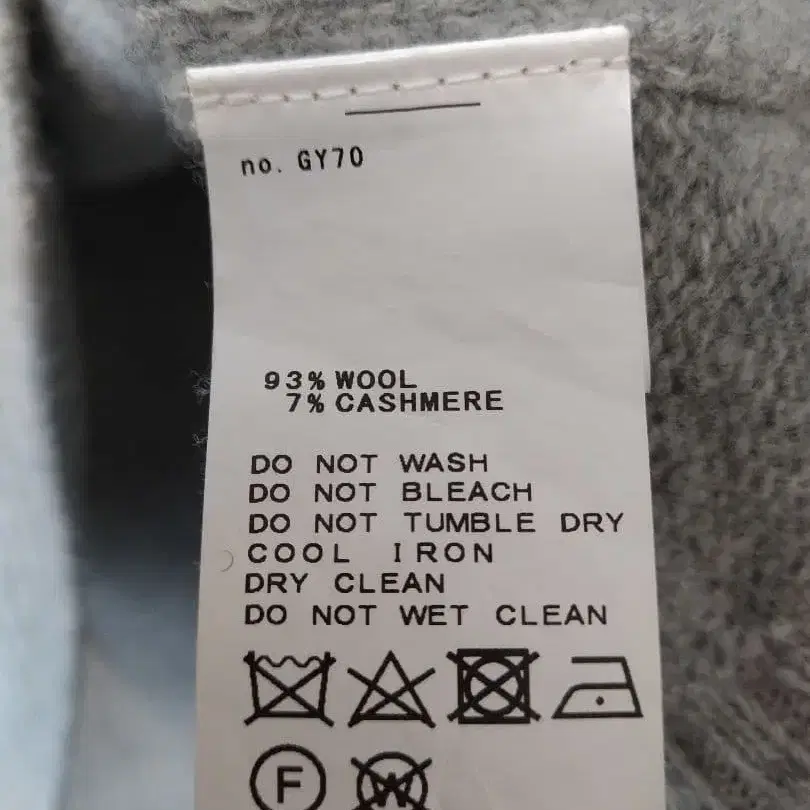 no. GY70
93% WOOL
7% CASHMERE
DO NOT WASH
DO NOT BLEACH
DO NOT TUMBLE DRY
COOL IRON
DRY CLEAN
DO NOT WET CLEAN
F W